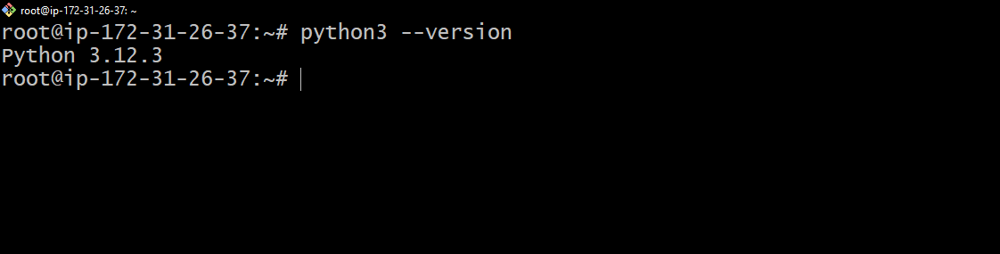 root@ip-172-31-26-37: ~
root@ip-172-31-26-37:~# python3 --version
Python 3.12.3
root@ip-172-31-26-37:~#